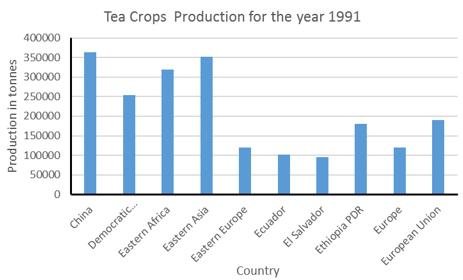 Tea Crops Production for the year 1991
Production in tonnes
400000
350000
300000
250000
200000
150000
100000
50000
0
China
Democratic...
Eastern Africa
Eastern Asia
Eastern Europe
Ecuador
El Salvador
Ethiopia PDR
Europe
European Union
Country